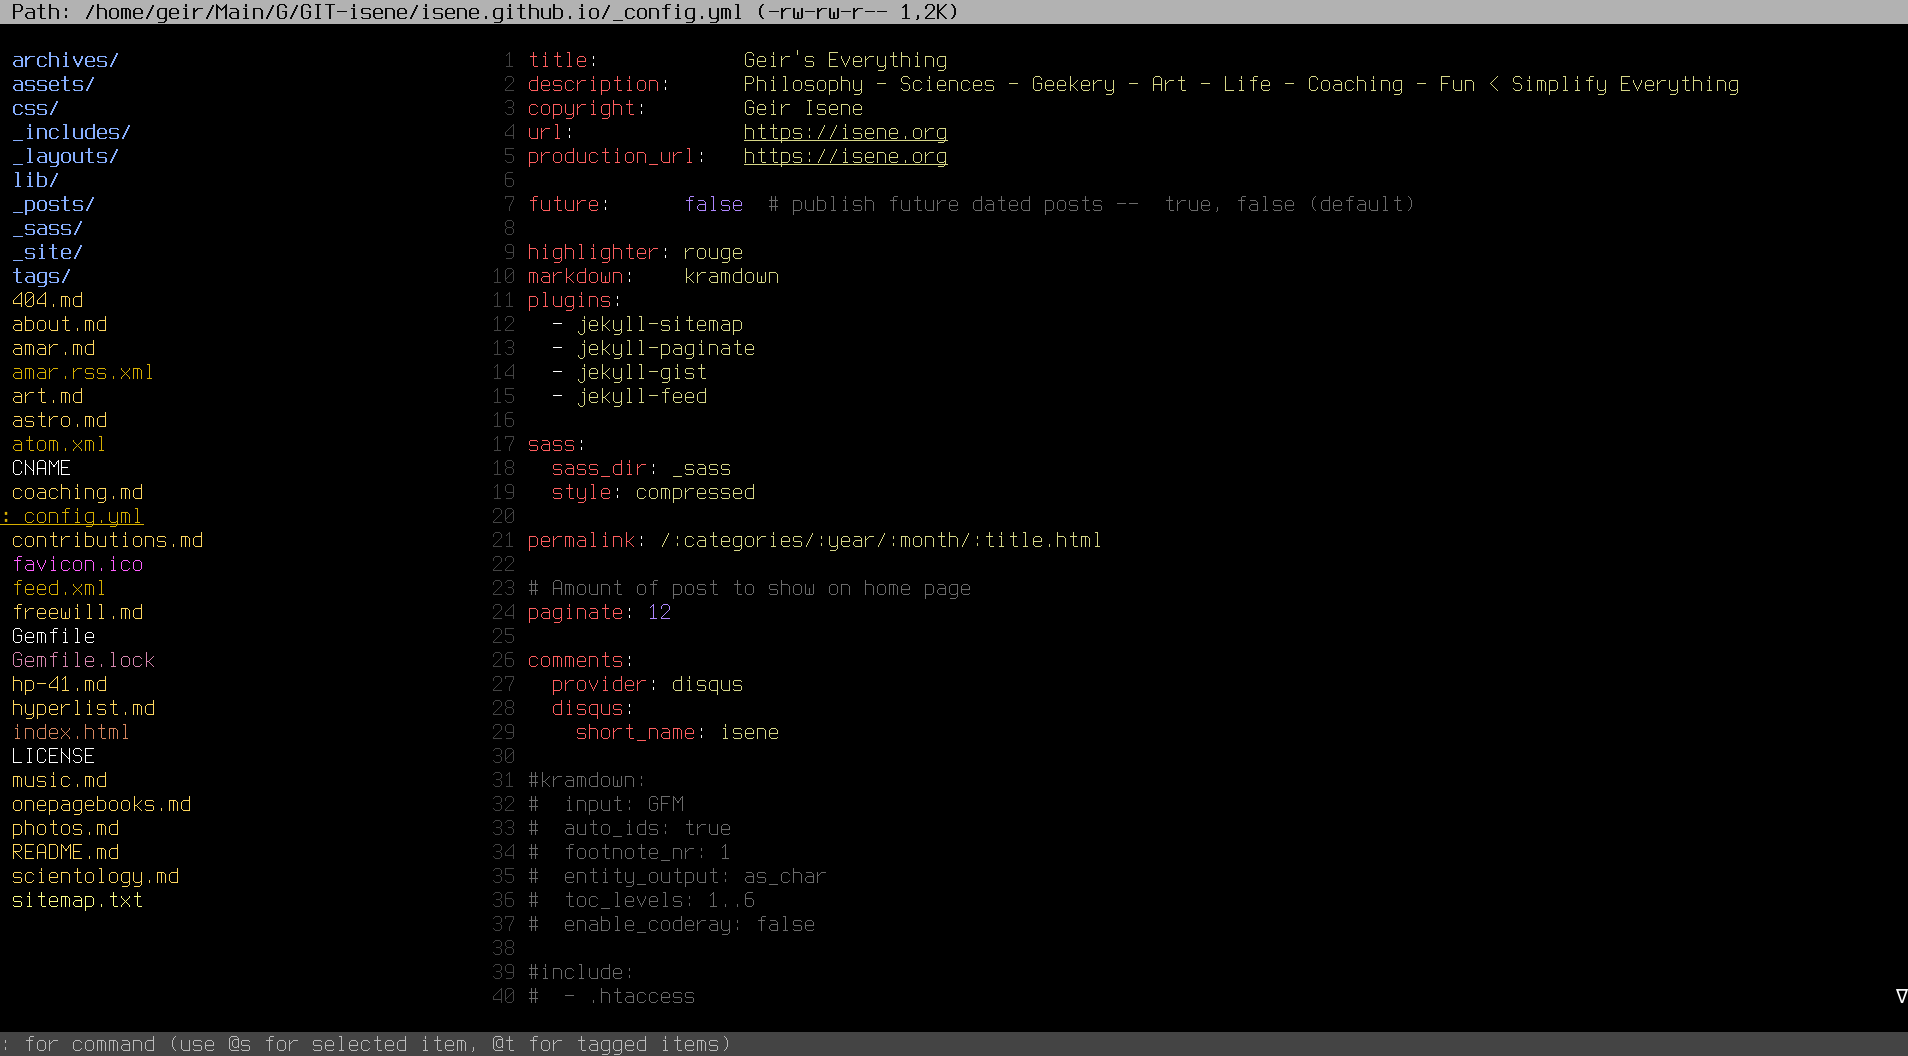 Path: /home/geir/Main/G/GIT-isene/isene.github.io/_config.yml (-rw-rw-r-- 1,2K)
archives/
assets/
css/
_includes/
_layouts/
lib/
_posts/
_sass/
_site/
tags/
404.md
about.md
amar.md
amar.rss.xml
art.md
astro.md
atom.xml
CNAME
coaching.md
:_config.yml
contributions.md
favicon.ico
feed.xml
freewill.md
Gemfile
Gemfile.lock
hp-41.md
hyperlist.md
index.html
LICENSE
music.md
onepagebooks.md
photos.md
README.md
scientology.md
sitemap.txt
1 title: Geir's Everything
2 description: Philosophy - Sciences - Geekery - Art - Life - Coaching - Fun < Simplify Everything
3 copyright: Geir Isene
4 url: https://isene.org
5 production_url: https://isene.org
6
7 future: false # publish future dated posts -- true, false (default)
8
9 highlighter: rouge
10 markdown: kramdown
11 plugins:
12 - jekyll-sitemap
13 - jekyll-paginate
14 - jekyll-gist
15 - jekyll-feed
16
17 sass:
18 sass_dir: _sass
19 style: compressed
20
21 permalink: /:categories/:year/:month/:title.html
22
23 # Amount of post to show on home page
24 paginate: 12
25
26 comments:
27 provider: disqus
28 disqus:
29 short_name: isene
30
31 #kramdown:
32 # input: GFM
33 # auto_ids: true
34 # footnote_nr: 1
35 # entity_output: as_char
36 # toc_levels: 1..6
37 # enable_coderay: false
38
39 #include:
40 # - .htaccess
∇
: for command (use @s for selected item, @t for tagged items)